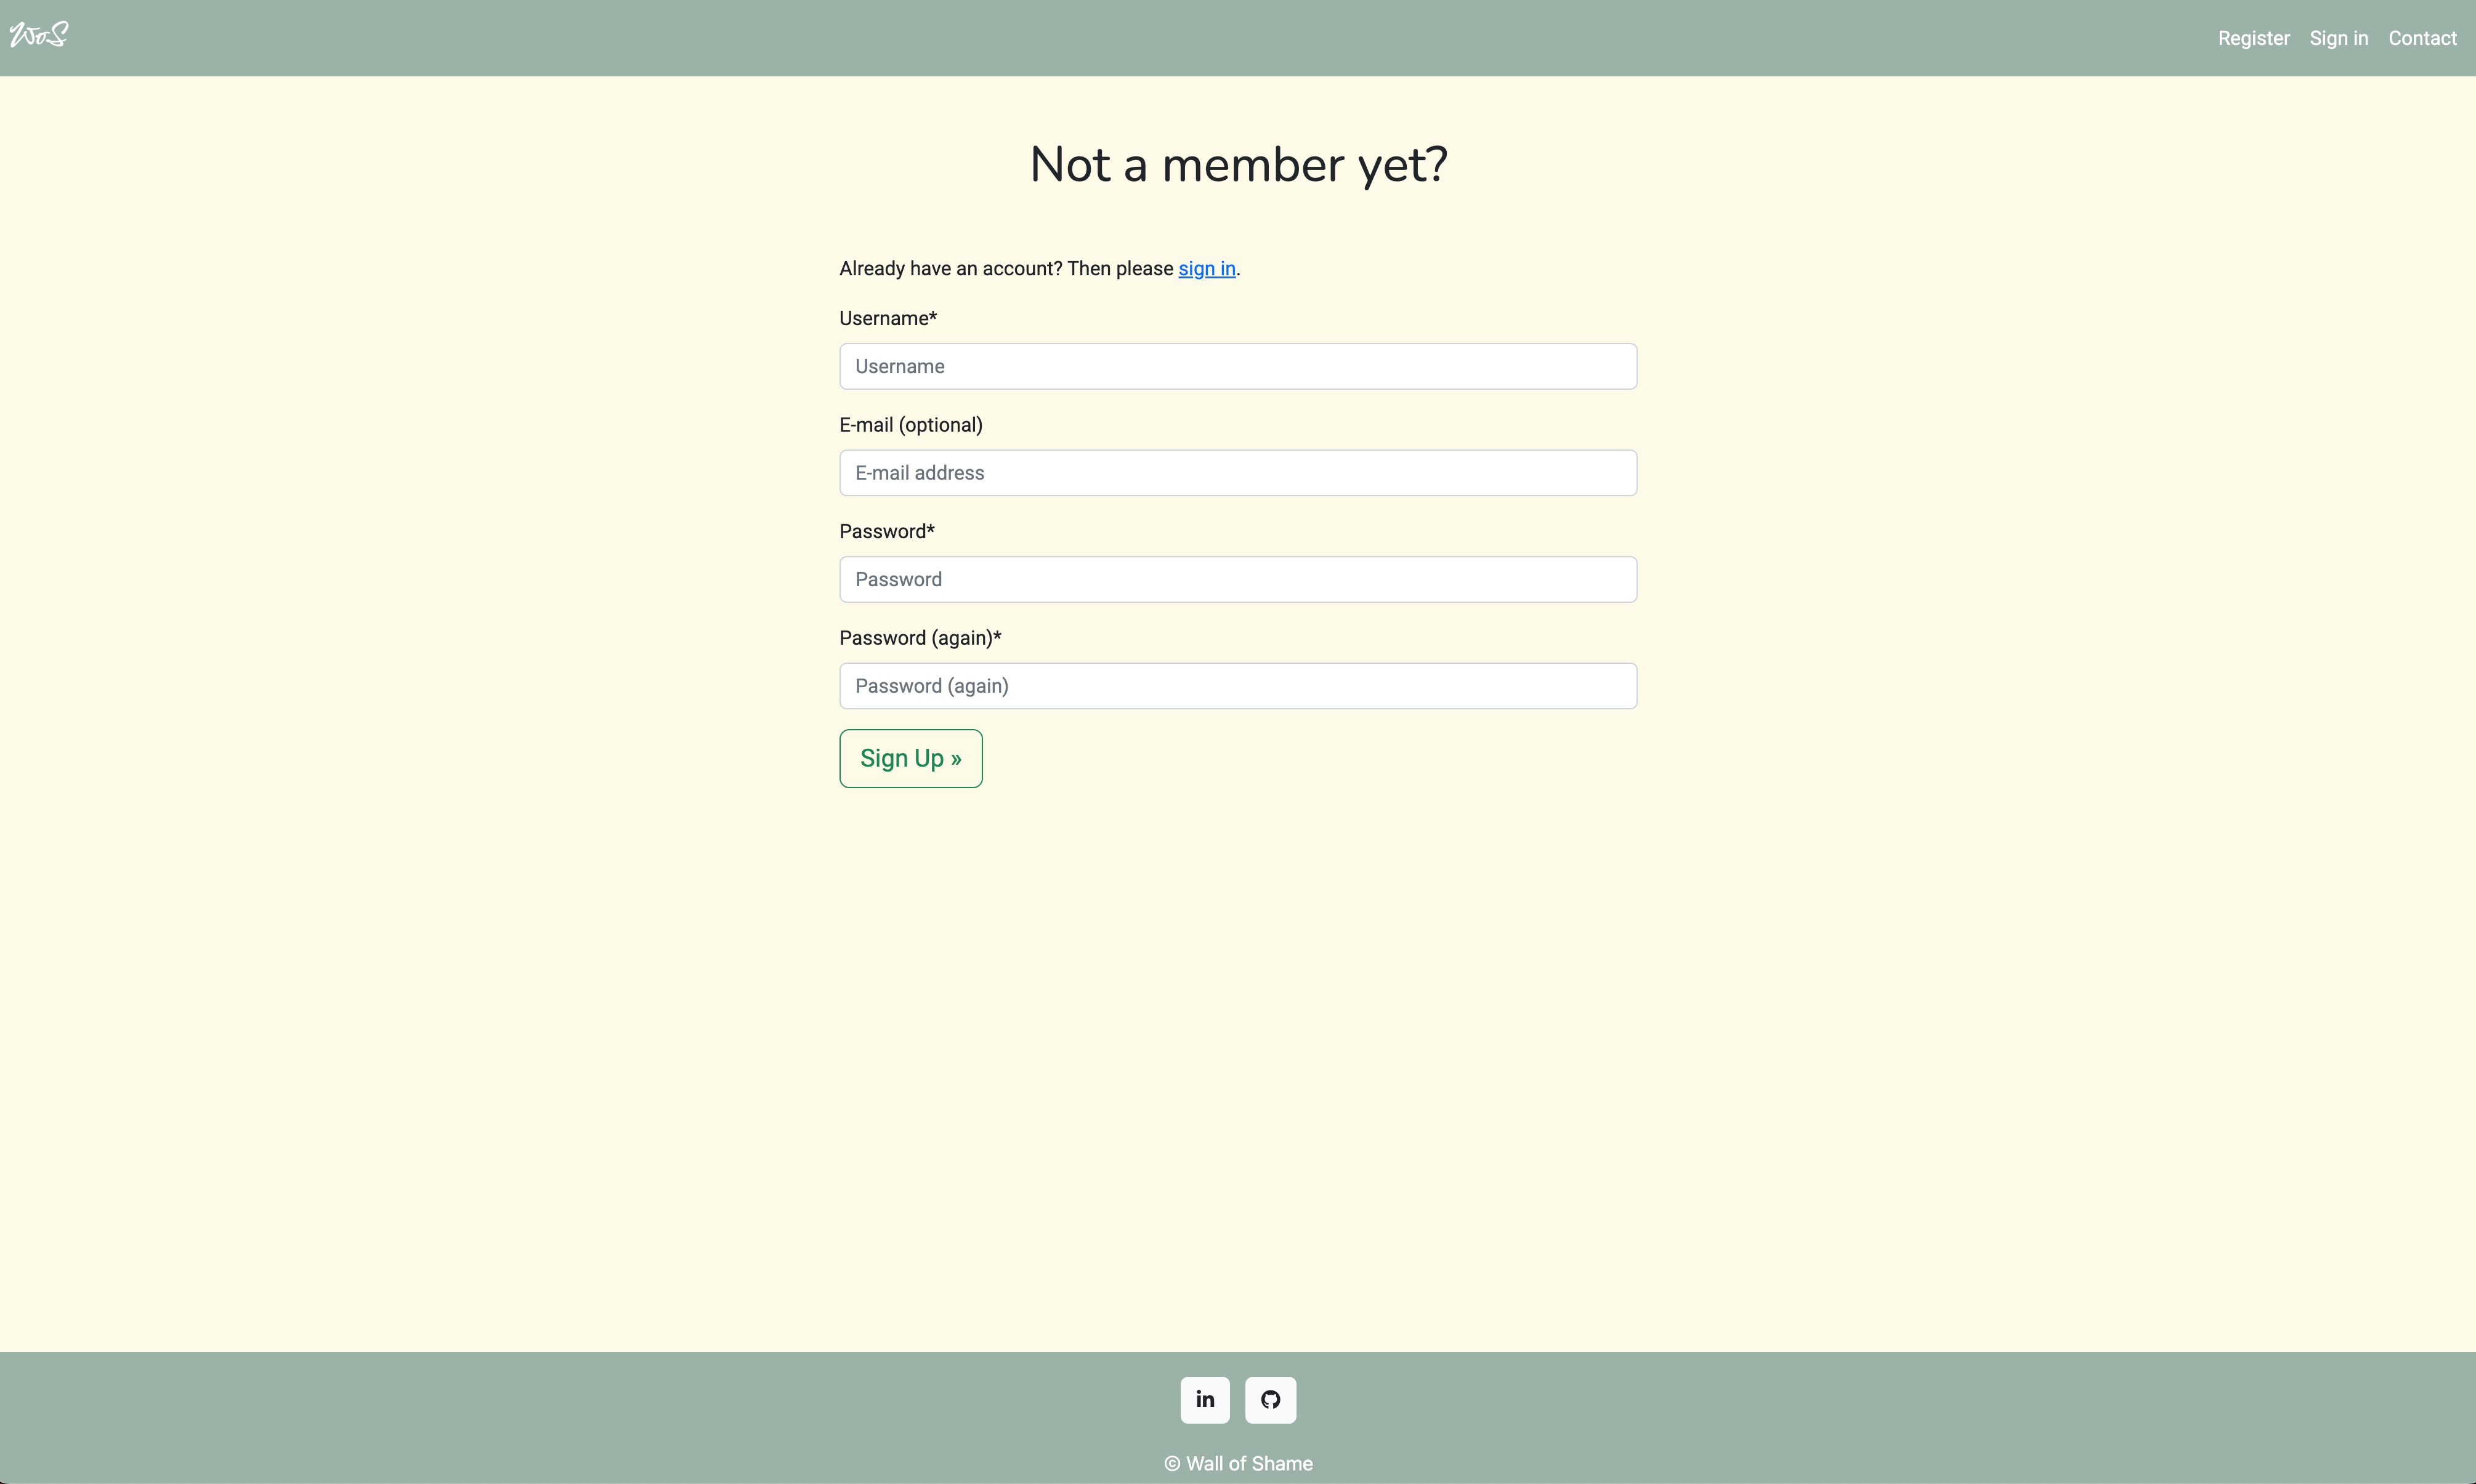 WoS
Register Sign in Contact
Not a member yet?
Already have an account? Then please sign in.
Username*
Username
E-mail (optional)
E-mail address
Password*
Password
Password (again)*
Password (again)
Sign Up »
in
© Wall of Shame